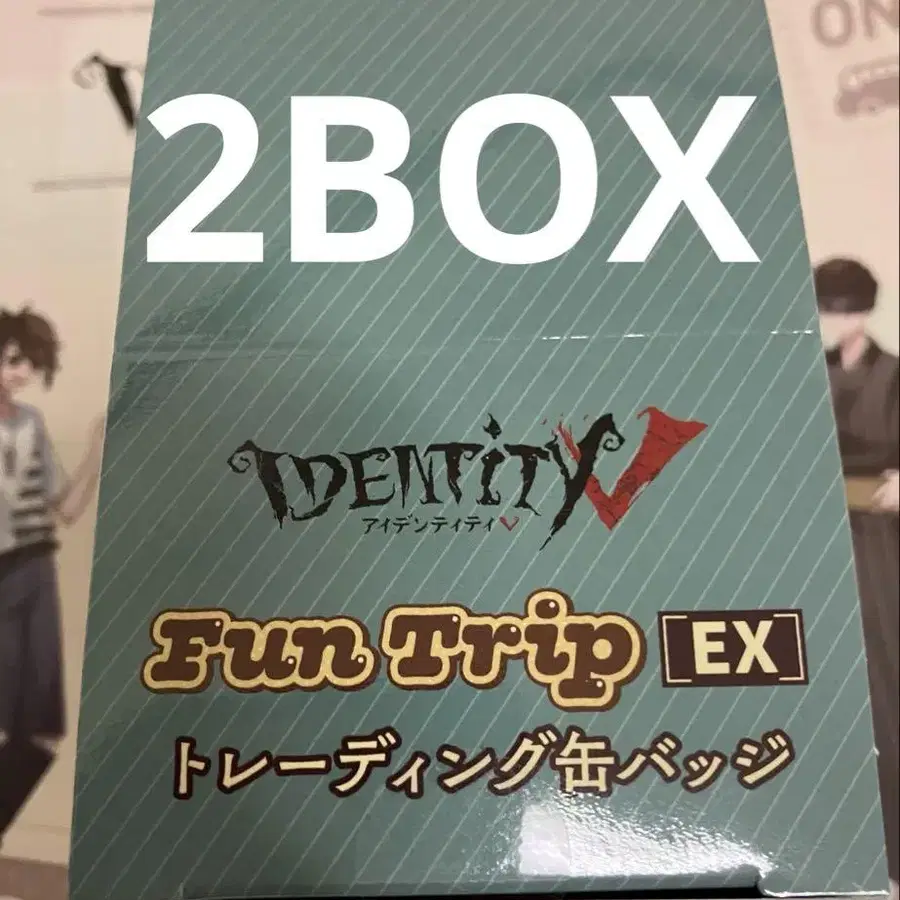 ON
2BOX
IDENTITY V
アイデンティティV
Fun Trip [EX]
トレーディング缶バッジ